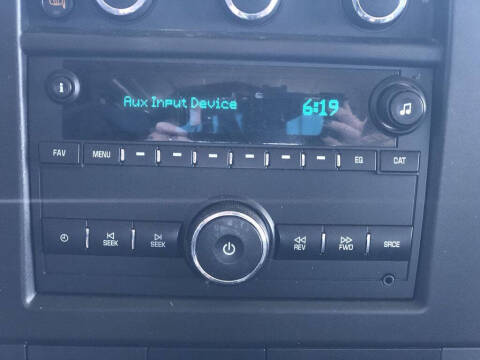 Aux Input Device 6:19
i
FAV MENU EQ CAT
SEEK SEEK REV FWD SRCE